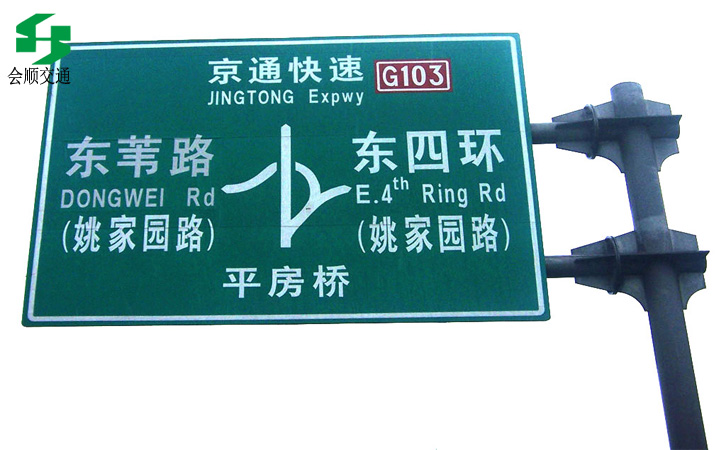 会顺交通
京通快速 G103
JINGTONG Expwy
东苇路
DONGWEI Rd
(姚家园路)
东四环
E.4th Ring Rd
(姚家园路)
平房桥